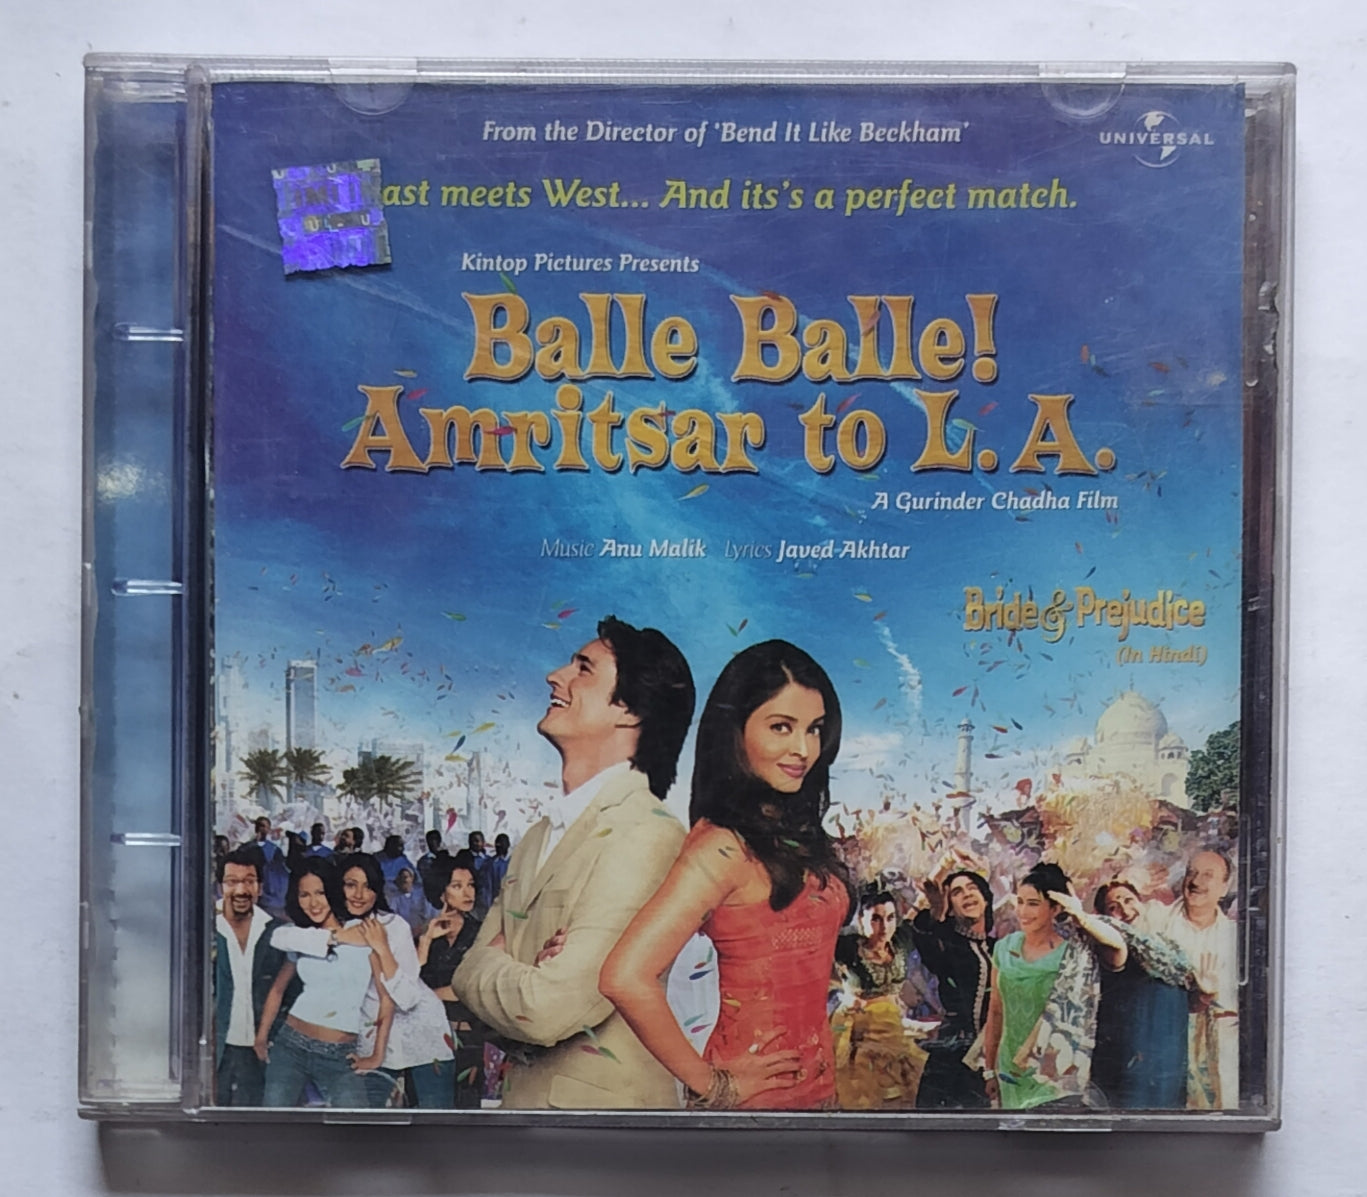 From the Director of 'Bend It Like Beckham'
UNIVERSAL
ast meets West... And its's a perfect match.
Kintop Pictures Presents
Balle Balle!
Amritsar to L.A.
A Gurinder Chadha Film
Music Anu Malik Lyrics Javed Akhtar
Bride & Prejudice
(In Hindi)